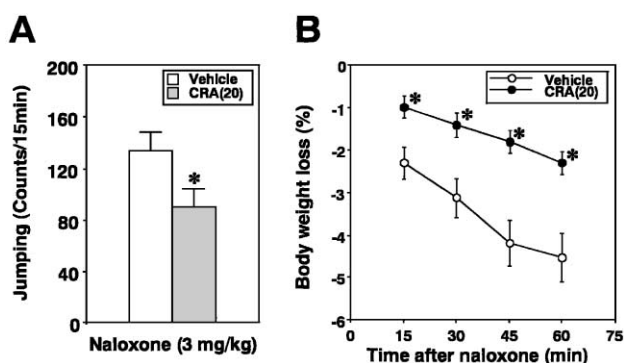 A
Jumping (Counts/15min)
200
160
120
80
40
0
Vehicle
CRA(20)
*
Naloxone (3 mg/kg)
B
Body weight loss (%)
-0
-1
-2
-3
-4
-5
-6
Vehicle
CRA(20)
*
*
*
*
0
15
30
45
60
75
Time after naloxone (min)